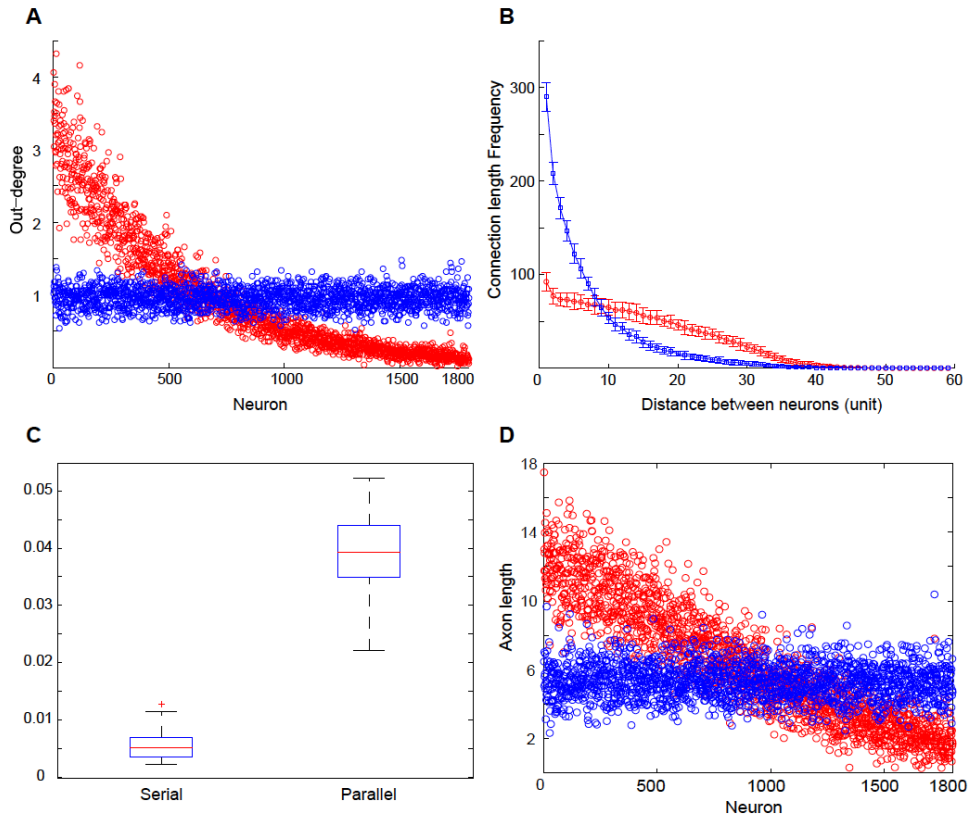 A
Out-degree
4
3
2
1
0 500 1000 1500 1800
Neuron
B
Connection length Frequency
300
200
100
0 10 20 30 40 50 60
Distance between neurons (unit)
C
0.05
0.04
0.03
0.02
0.01
0
Serial Parallel
D
Axon length
18
14
10
6
2
0 500 1000 1500 1800
Neuron